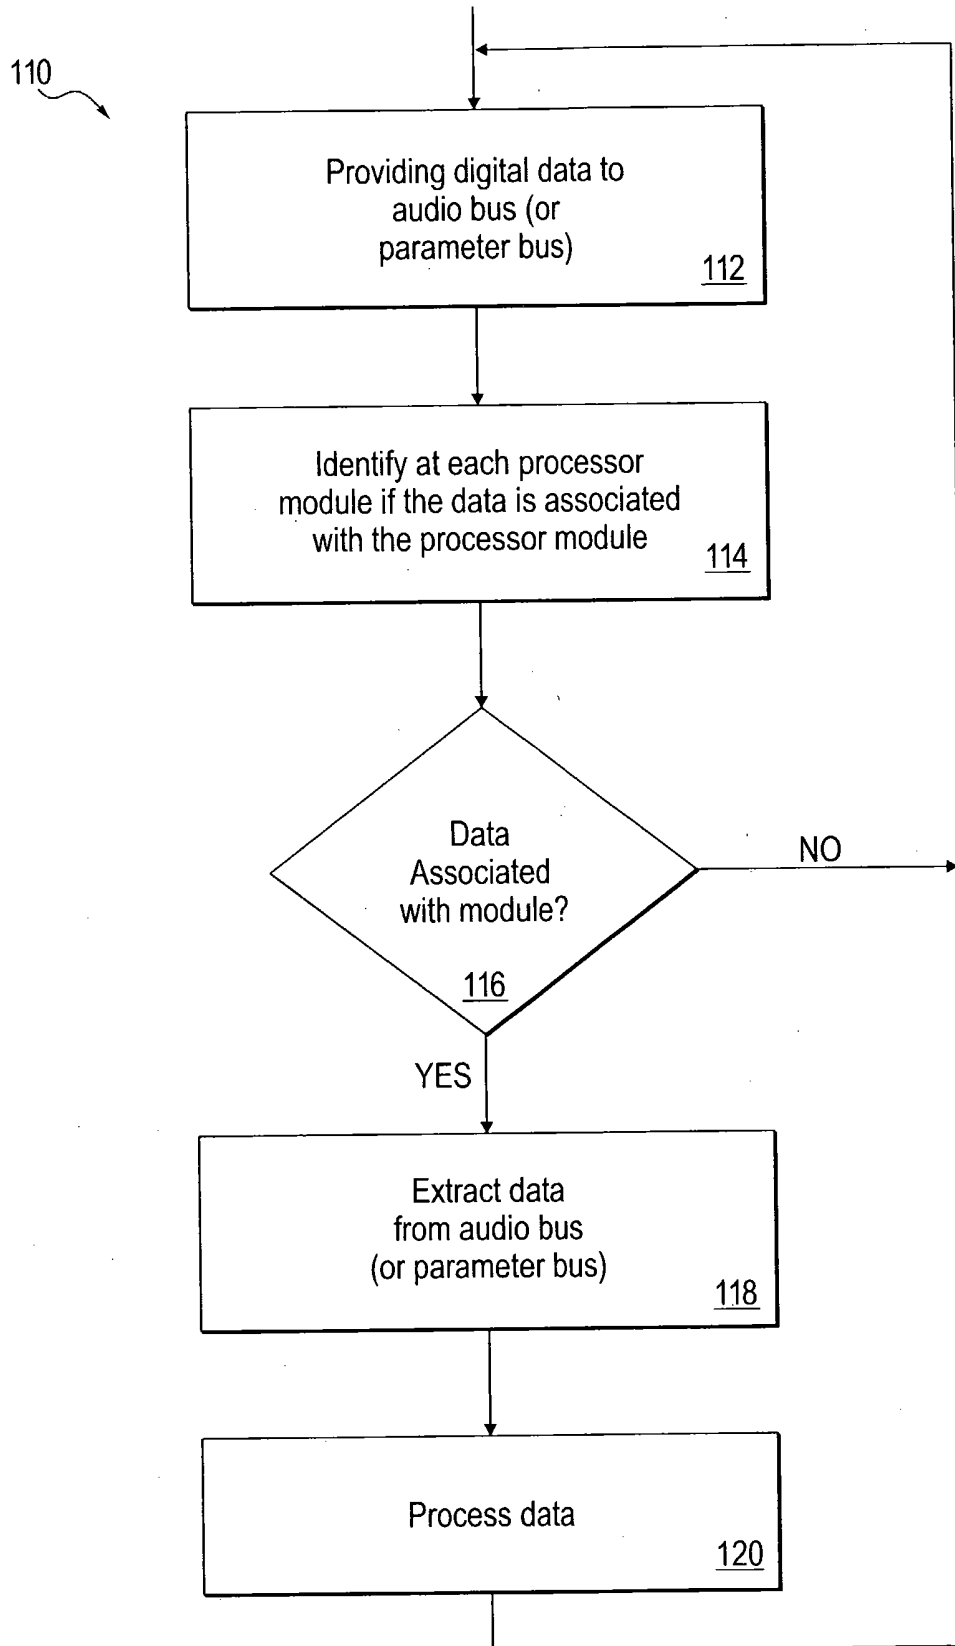 110
Providing digital data to
audio bus (or
parameter bus)
112
Identify at each processor
module if the data is associated
with the processor module
114
Data
Associated
with module?
116
NO
YES
Extract data
from audio bus
(or parameter bus)
118
Process data
120